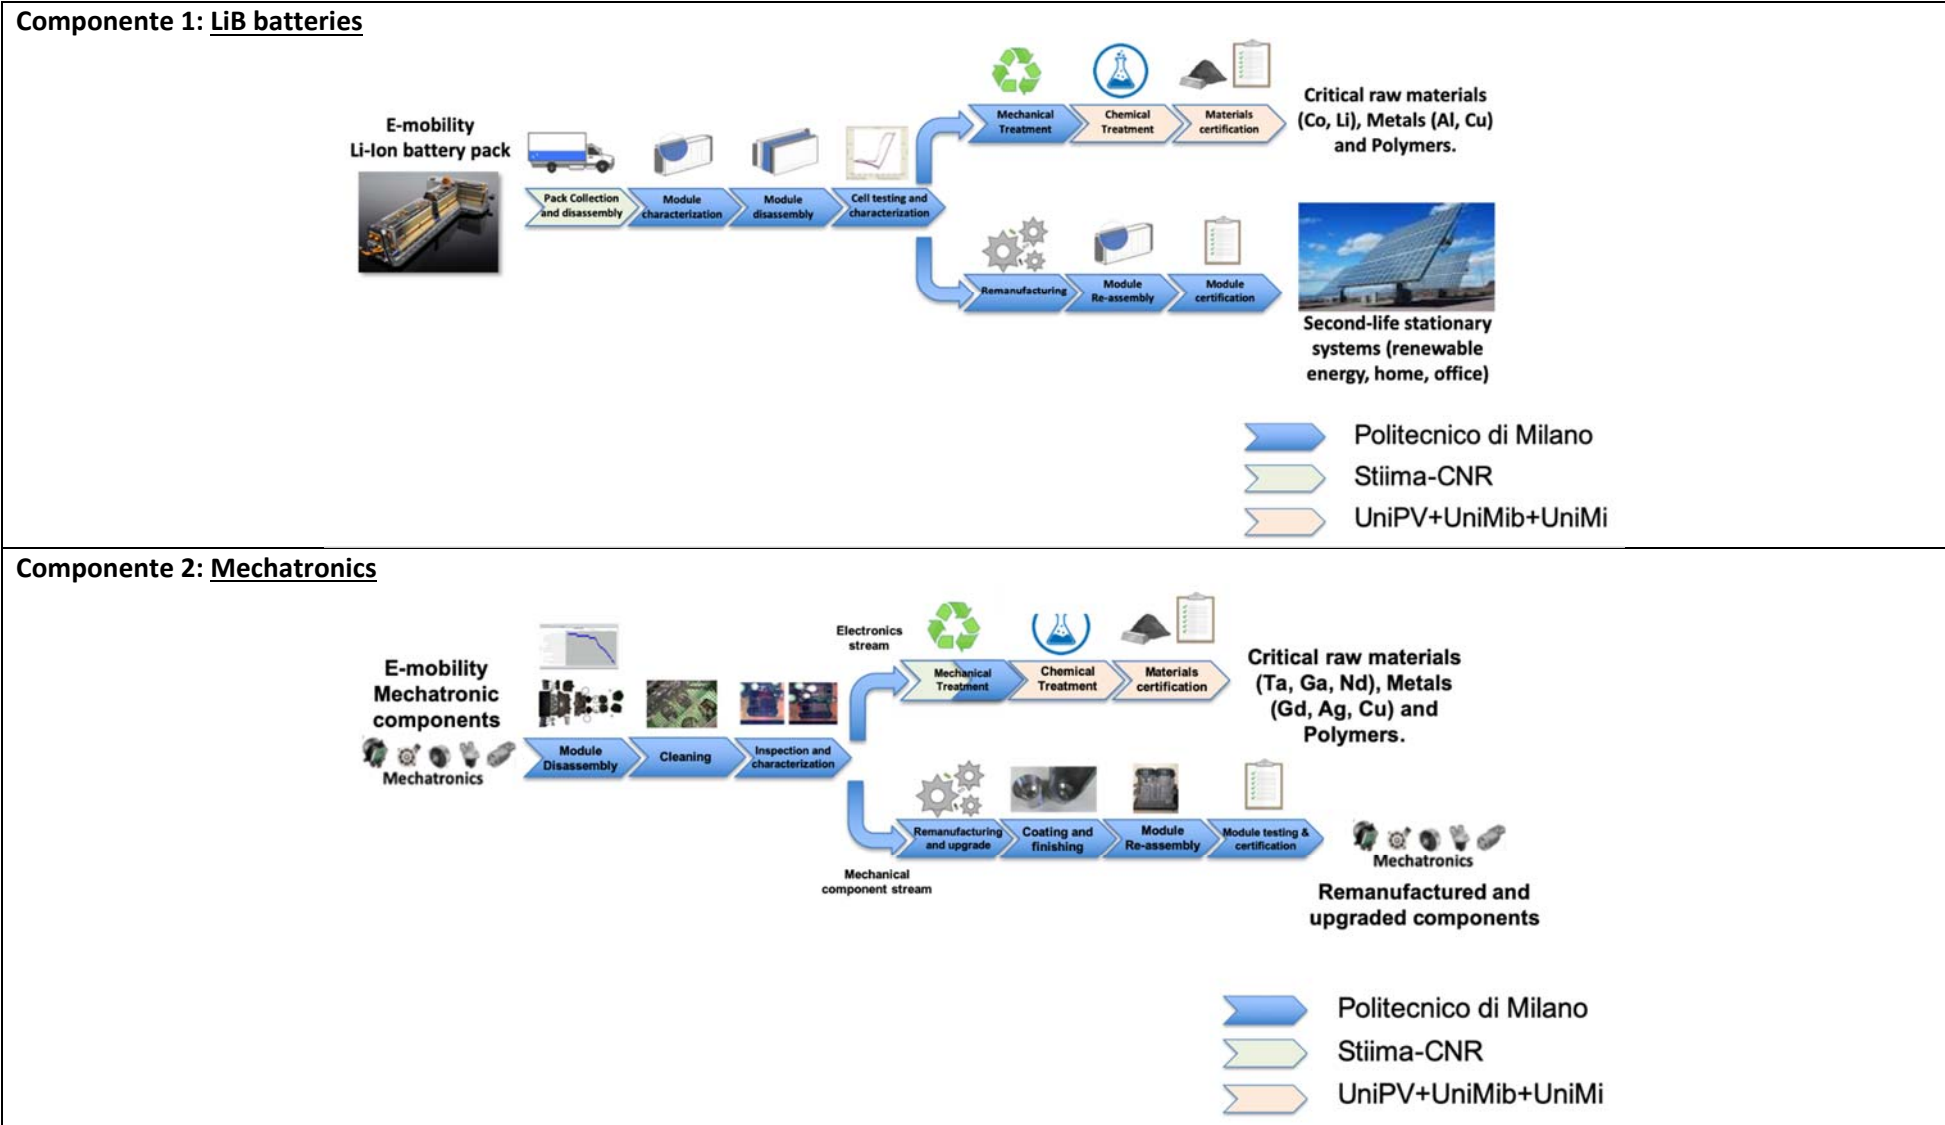 Componente 1: LiB batteries
E-mobility
Li-Ion battery pack
Pack Collection
and disassembly
Module
characterization
Module
disassembly
Cell testing and
characterization
Mechanical
Treatment
Chemical
Treatment
Materials
certification
Critical raw materials
(Co, Li), Metals (Al, Cu)
and Polymers.
Remanufacturing
Module
Re-assembly
Module
certification
Second-life stationary
systems (renewable
energy, home, office)
Politecnico di Milano
Stiima-CNR
UniPV+UniMib+UniMi
Componente 2: Mechatronics
E-mobility
Mechatronic
components
Mechatronics
Module
Disassembly
Cleaning
Inspection and
characterization
Electronics
stream
Mechanical
Treatment
Chemical
Treatment
Materials
certification
Critical raw materials
(Ta, Ga, Nd), Metals
(Gd, Ag, Cu) and
Polymers.
Mechanical
component stream
Remanufacturing
and upgrade
Coating and
finishing
Module
Re-assembly
Module testing &
certification
Mechatronics
Remanufactured and
upgraded components
Politecnico di Milano
Stiima-CNR
UniPV+UniMib+UniMi